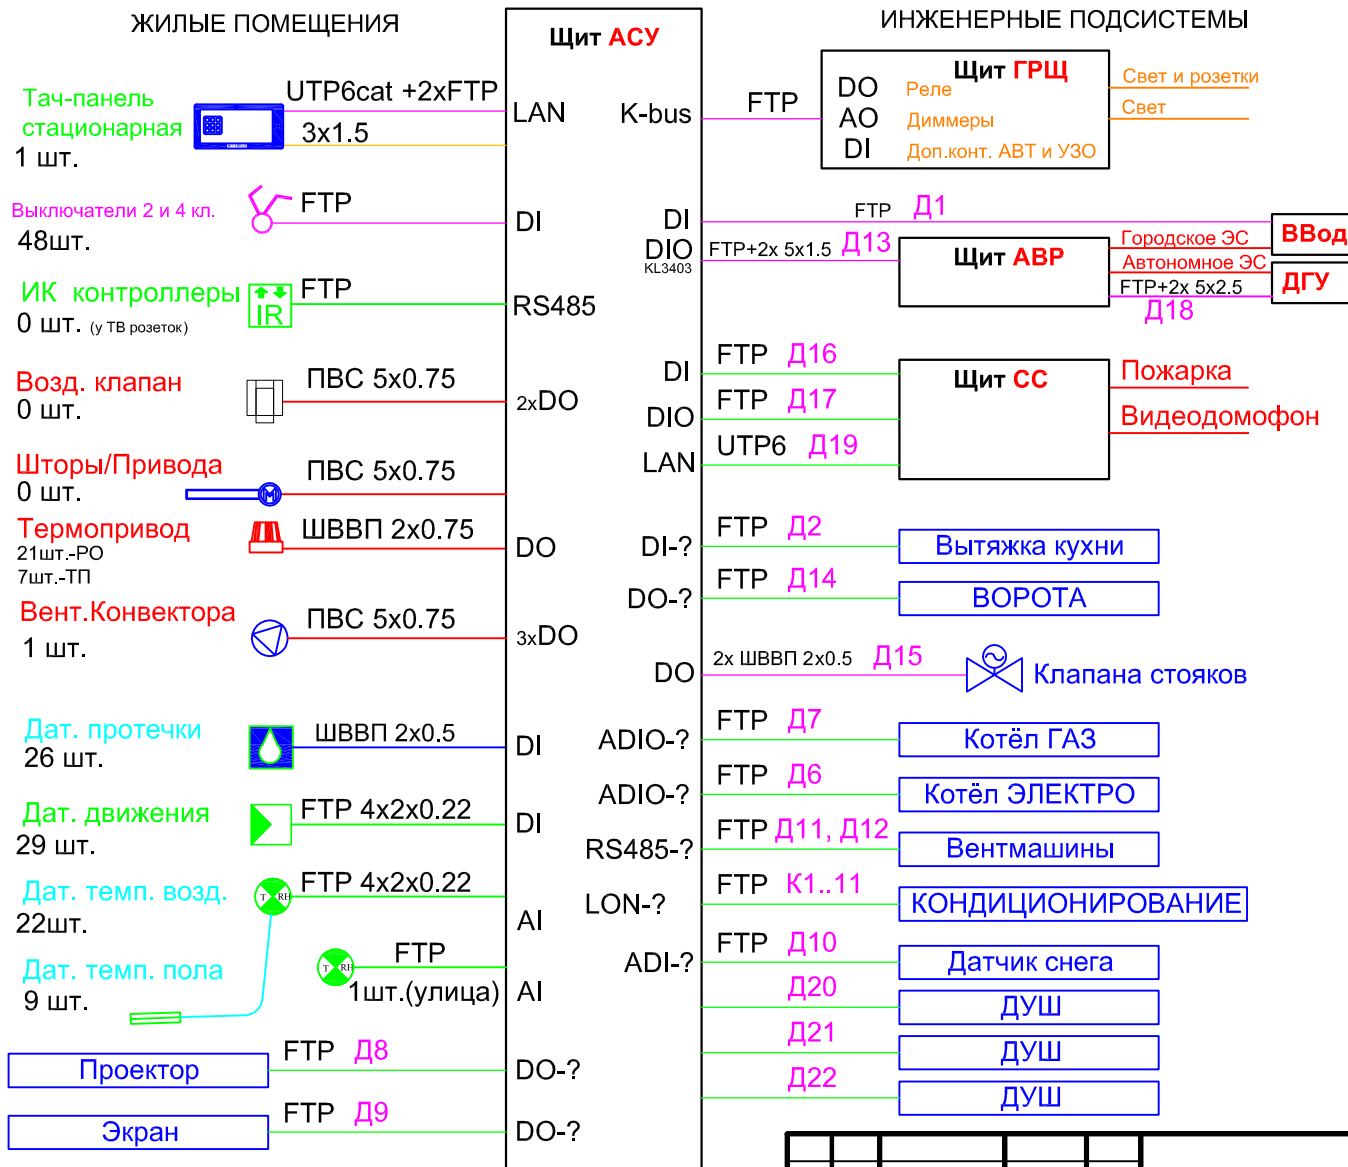 ЖИЛЫЕ ПОМЕЩЕНИЯ
Тач-панель
стационарная
1 шт.
UTP6cat +2xFTP
3x1.5
LAN
Выключатели 2 и 4 кл.
48шт.
FTP
DI
ИК контроллеры
0 шт. (у ТВ розеток)
IR
FTP
RS485
Возд. клапан
0 шт.
ПВС 5x0.75
2xDO
Шторы/Привода
0 шт.
M
ПВС 5x0.75
Термопривод
21шт.-РО
7шт.-ТП
ШВВП 2x0.75
DO
Вент.Конвектора
1 шт.
ПВС 5x0.75
3xDO
Дат. протечки
26 шт.
ШВВП 2x0.5
DI
Дат. движения
29 шт.
FTP 4x2x0.22
DI
Дат. темп. возд.
22шт.
T RH
FTP 4x2x0.22
AI
Дат. темп. пола
9 шт.
T RH
FTP
1шт.(улица)
AI
Проектор
FTP Д8
DO-?
Экран
FTP Д9
DO-?
Щит АСУ
ИНЖЕНЕРНЫЕ ПОДСИСТЕМЫ
K-bus
FTP
Щит ГРЩ
DO Реле
AO Диммеры
DI Доп.конт. АВТ и УЗО
Свет и розетки
Свет
DI
FTP Д1
ВВод
DIO
KL3403
FTP+2x 5x1.5 Д13
Щит АВР
Городское ЭС
Автономное ЭС
FTP+2x 5x2.5
Д18
ДГУ
DI
FTP Д16
DIO
FTP Д17
LAN
UTP6 Д19
Щит СС
Пожарка
Видеодомофон
DI-?
FTP Д2
Вытяжка кухни
DO-?
FTP Д14
ВОРОТА
DO
2x ШВВП 2x0.5 Д15
Клапана стояков
ADIO-?
FTP Д7
Котёл ГАЗ
ADIO-?
FTP Д6
Котёл ЭЛЕКТРО
RS485-?
FTP Д11, Д12
Вентмашины
LON-?
FTP К1..11
КОНДИЦИОНИРОВАНИЕ
ADI-?
FTP Д10
Датчик снега
Д20
ДУШ
Д21
ДУШ
Д22
ДУШ